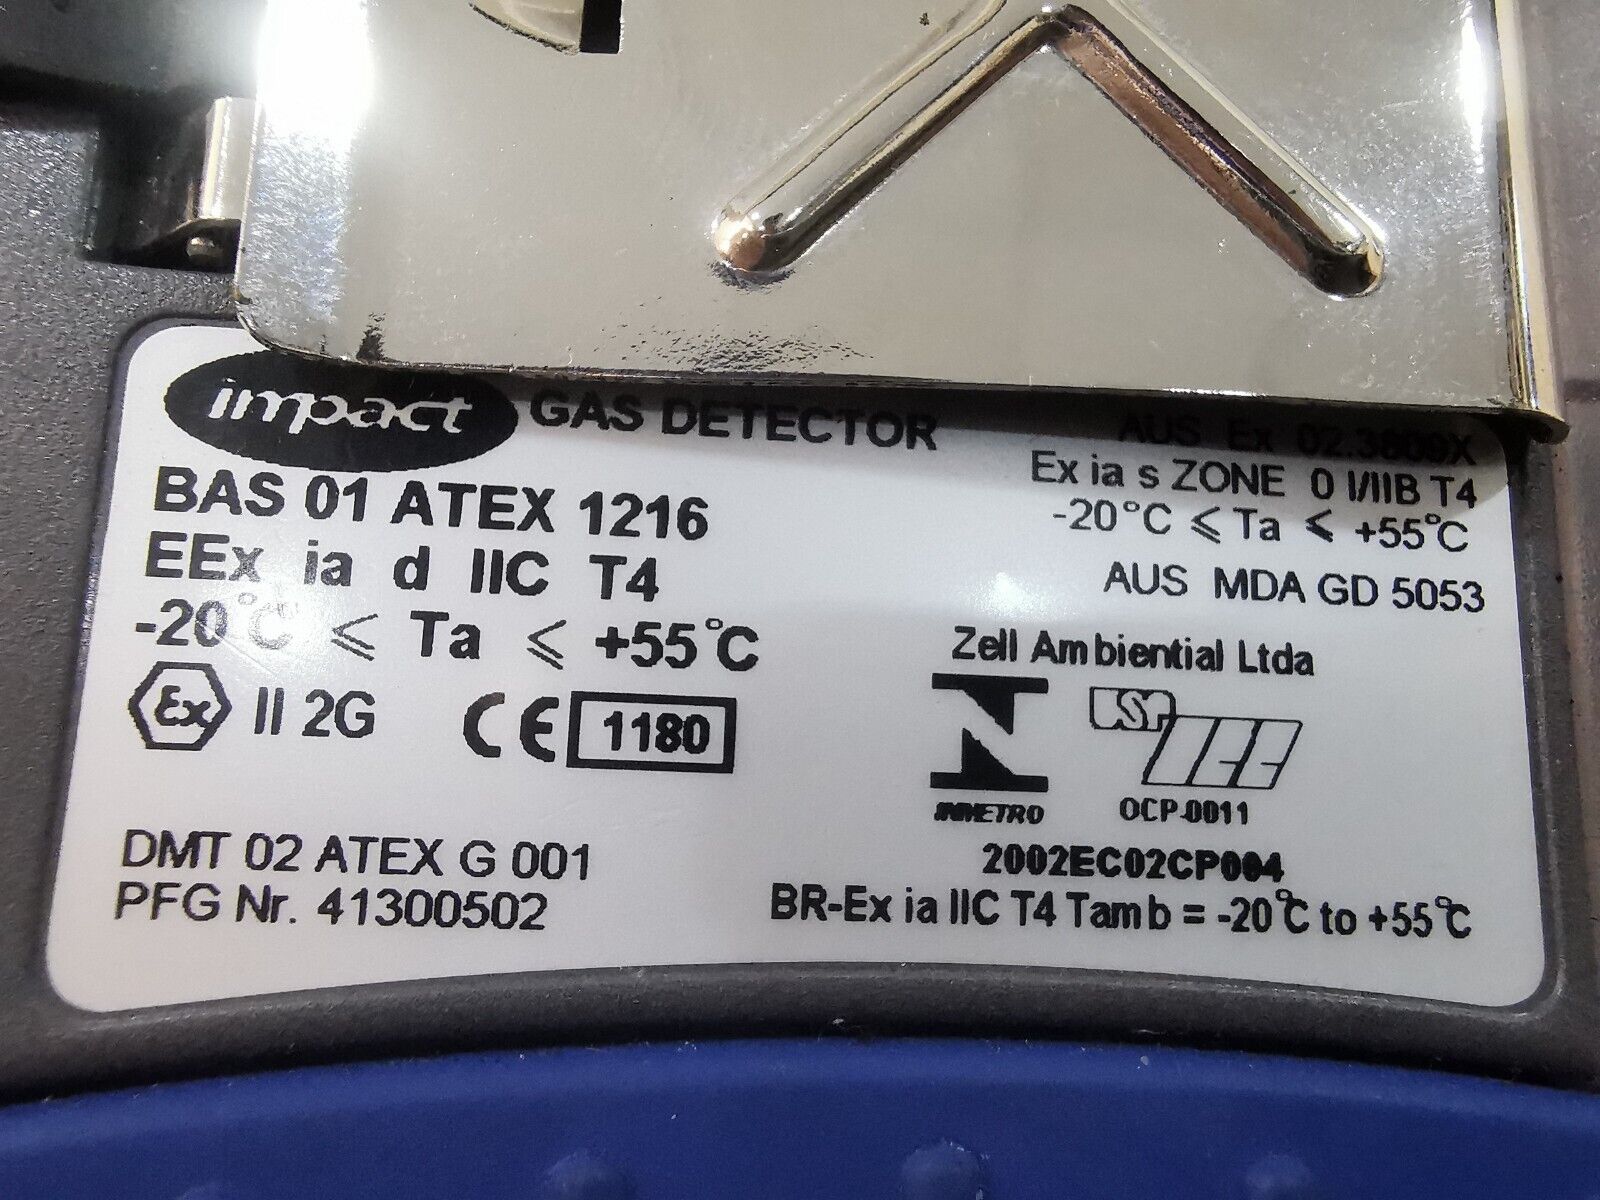 impact GAS DETECTOR
BAS 01 ATEX 1216
EEx ia d IIC T4
-20°C ⩽ Ta ⩽ +55°C
Ex II 2G CE 1180
DMT 02 ATEX G 001
PFG Nr. 41300502
AUS Ex 02.3809X
Ex ia s ZONE 0 I/IIB T4
-20°C ⩽ Ta ⩽ +55°C
AUS MDA GD 5053
Zell Ambiential Ltda
INMETRO
OCP-0011
2002EC02CP004
BR-Ex ia IIC T4 Tamb = -20°C to +55°C